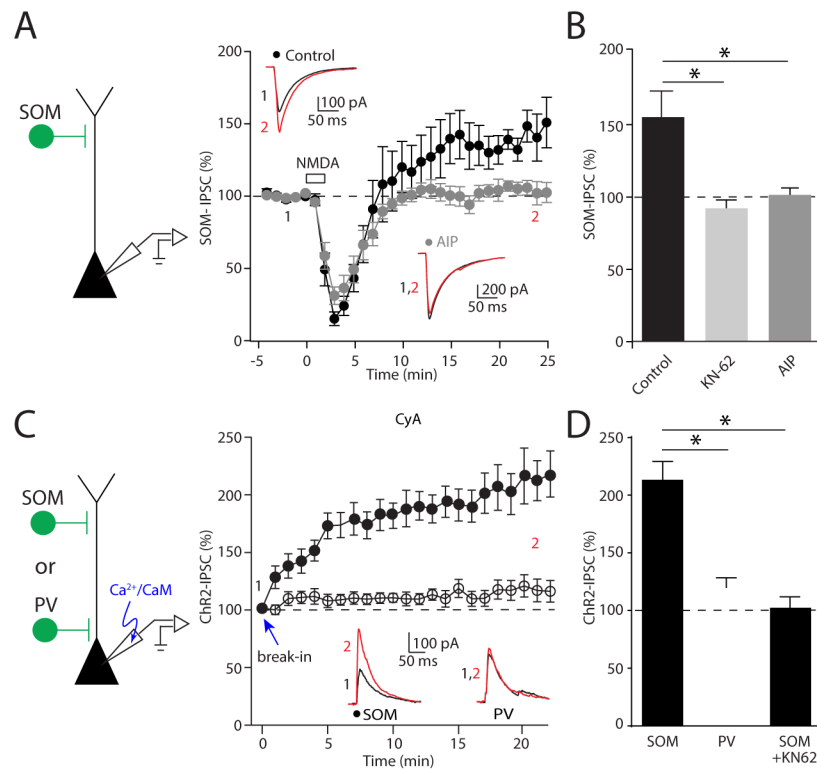 A
SOM
SOM- IPSC (%)
200
150
100
50
0
-5 0 5 10 15 20 25
Time (min)
Control
1
2
100 pA
50 ms
NMDA
1
2
AIP
1,2
200 pA
50 ms
B
SOM-IPSC (%)
200
150
100
50
0
* *
Control KN-62 AIP
C
SOM
or
PV
Ca2+/CaM
CyA
ChR2-IPSC (%)
250
200
150
100
50
0
0 5 10 15 20
Time (min)
1
2
break-in
2
1
100 pA
50 ms
SOM
1,2
PV
D
ChR2-IPSC (%)
250
200
150
100
50
0
*
*
SOM PV SOM
+KN62